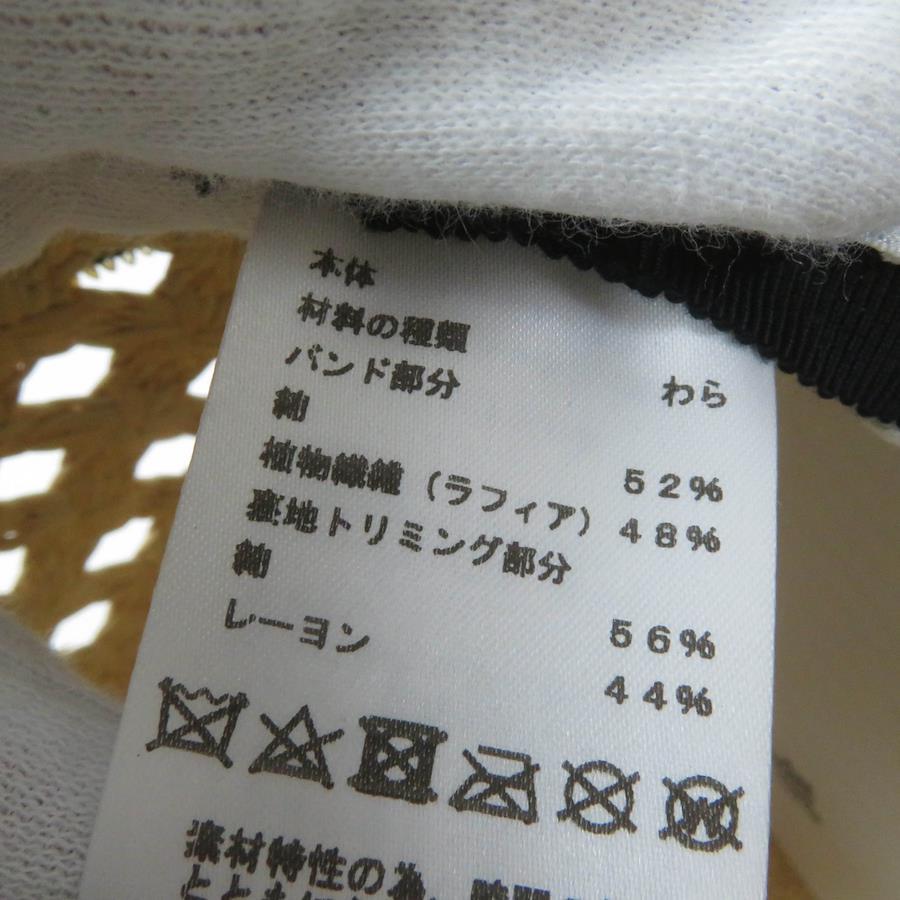 本体
材料の種類 わら
バンド部分
綿 52%
植物繊維（ラフィア） 48%
裏地トリミング部分
綿 56%
レーヨン 44%
素材特性の為、時間